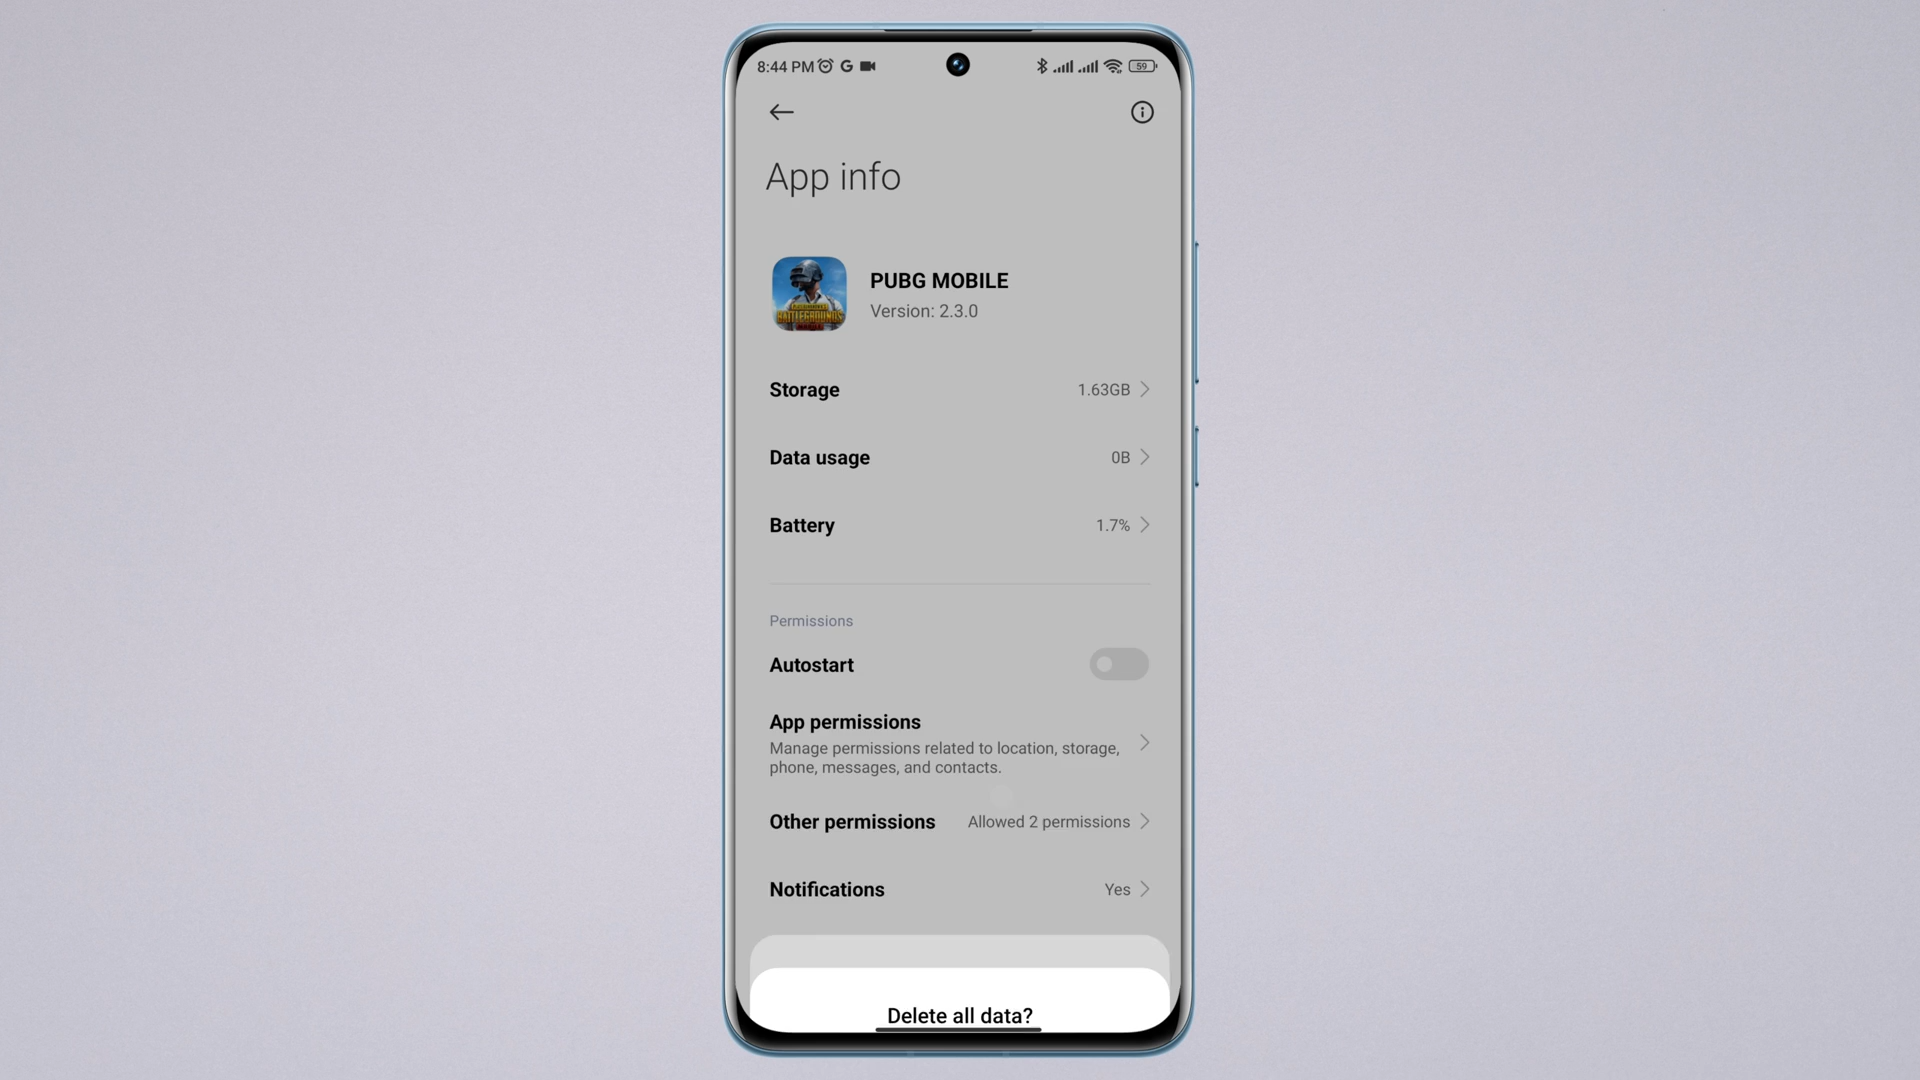 8:44 PM G 59
App info
BATTLEGROUNDS
PUBG MOBILE
Version: 2.3.0
Storage 1.63GB
Data usage 0B
Battery 1.7%
Permissions
Autostart
App permissions
Manage permissions related to location, storage,
phone, messages, and contacts.
Other permissions Allowed 2 permissions
Notifications Yes
Delete all data?